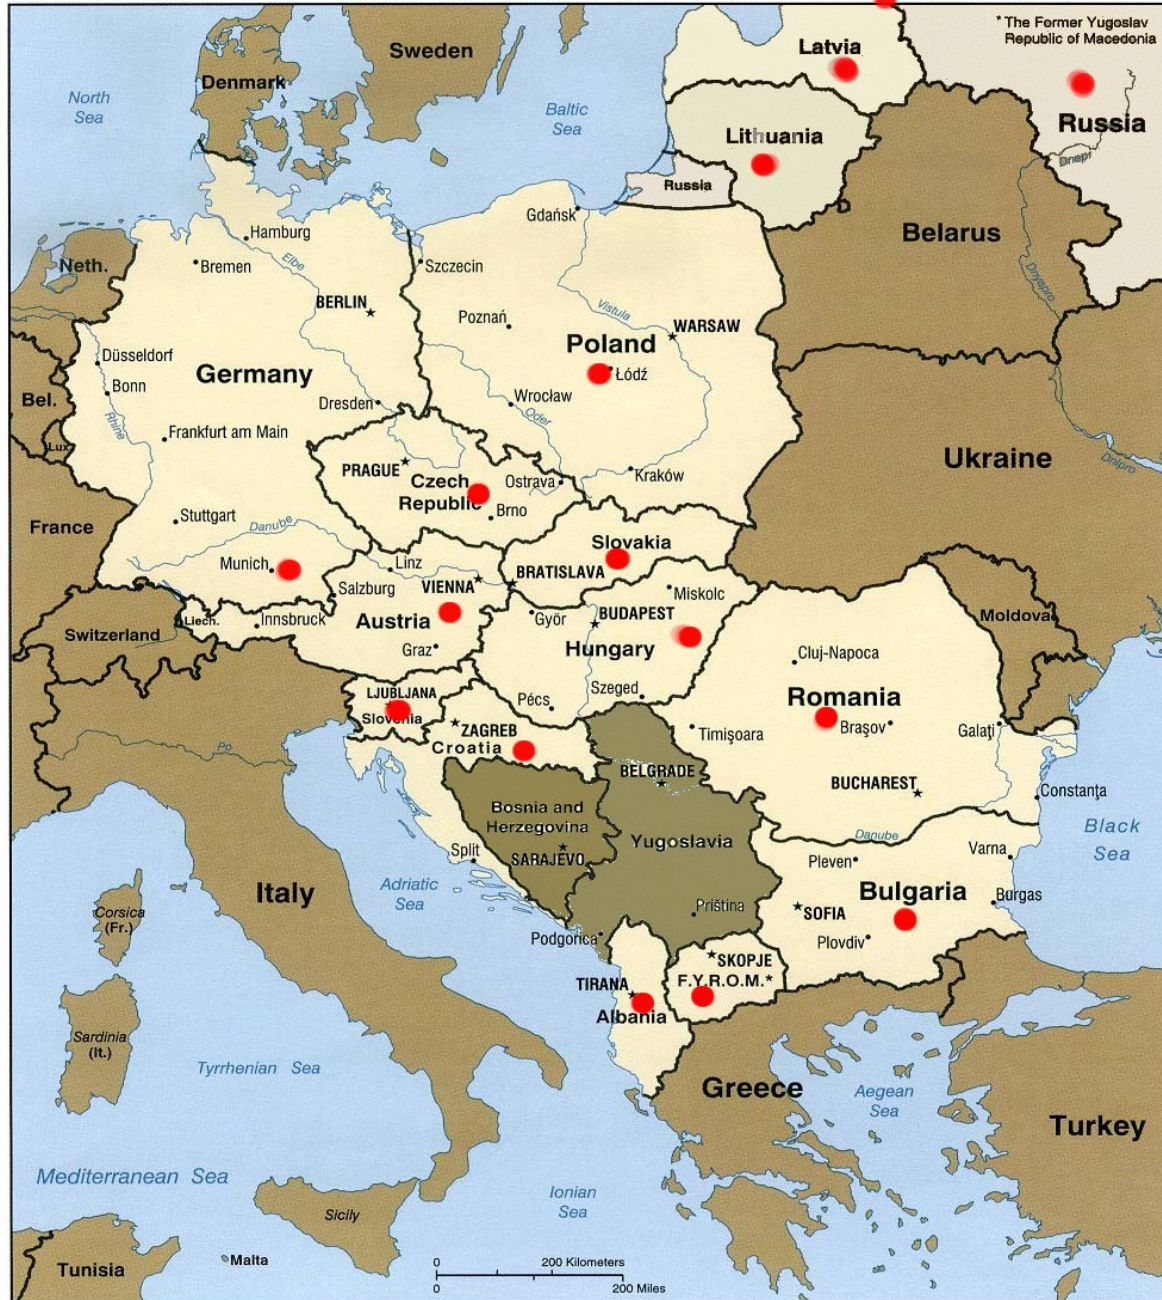 * The Former Yugoslav
Republic of Macedonia
Sweden
Latvia
Denmark
North
Sea
Baltic
Sea
Russia
Lithuania
Dnepr
Russia
Gdańsk
Belarus
Hamburg
Neth.
Bremen
Elbe
Szczecin
Dnyapro
BERLIN
Poznań
Vistula
WARSAW
Poland
Düsseldorf
Germany
Łódź
Bonn
Bel.
Rhine
Dresden
Wrocław
Oder
Lux.
Frankfurt am Main
PRAGUE
Czech
Republic
Ostrava
Kraków
Ukraine
Dnipro
Brno
France
Stuttgart
Danube
Slovakia
Munich
Linz
BRATISLAVA
Salzburg
VIENNA
Miskolc
Switzerland
Liech.
Innsbruck
Austria
Győr
BUDAPEST
Moldova
Graz
Hungary
Cluj-Napoca
LJUBLJANA
Slovenia
Pécs
Szeged
Romania
ZAGREB
Croatia
Timişoara
Braşov
Galaţi
Po
BELGRADE
BUCHAREST
Constanţa
Bosnia and
Herzegovina
Yugoslavia
Danube
Black
Sea
SARAJEVO
Split
Pleven
Varna
Italy
Adriatic
Sea
Bulgaria
Burgas
Corsica
(Fr.)
Priština
SOFIA
Podgorica
Plovdiv
SKOPJE
TIRANA
F.Y.R.O.M.*
Albania
Sardinia
(It.)
Tyrrhenian Sea
Greece
Aegean
Sea
Turkey
Mediterranean Sea
Ionian
Sea
Sicily
Malta
Tunisia
0 200 Kilometers
0 200 Miles